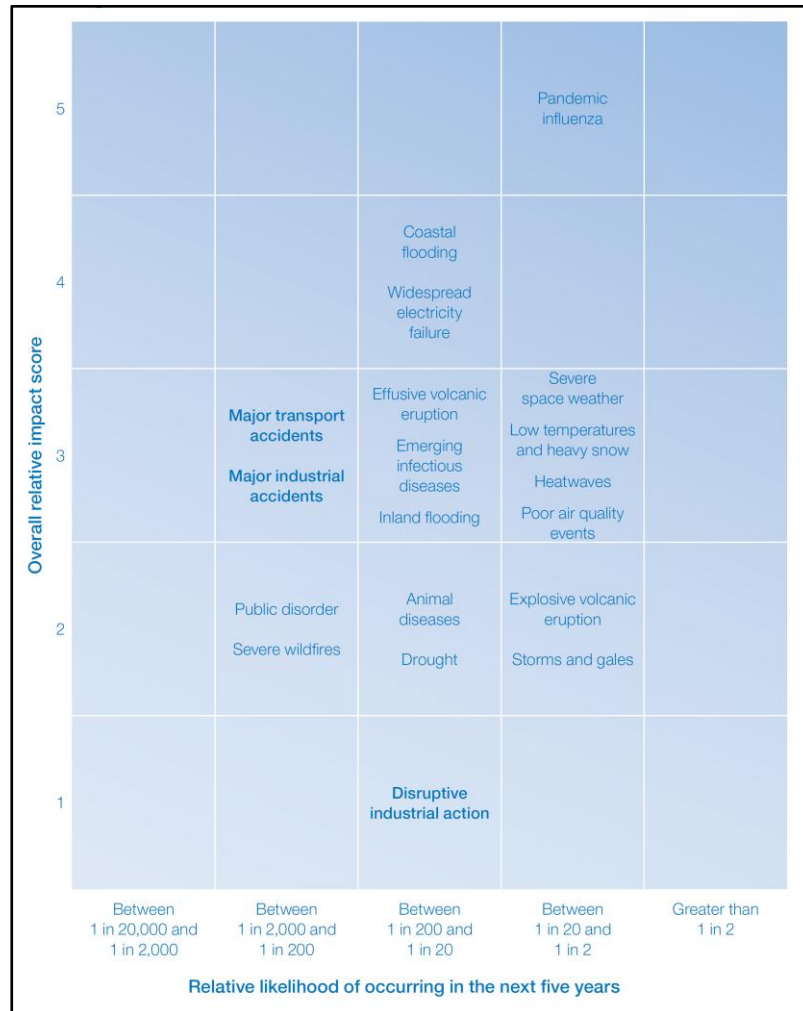 Overall relative impact score
5
Pandemic
influenza
4
Coastal
flooding
Widespread
electricity
failure
3
Major transport
accidents
Major industrial
accidents
Effusive volcanic
eruption
Emerging
infectious
diseases
Inland flooding
Severe
space weather
Low temperatures
and heavy snow
Heatwaves
Poor air quality
events
2
Public disorder
Severe wildfires
Animal
diseases
Drought
Explosive volcanic
eruption
Storms and gales
1
Disruptive
industrial action
Between
1 in 20,000 and
1 in 2,000
Between
1 in 2,000 and
1 in 200
Between
1 in 200 and
1 in 20
Between
1 in 20 and
1 in 2
Greater than
1 in 2
Relative likelihood of occurring in the next five years